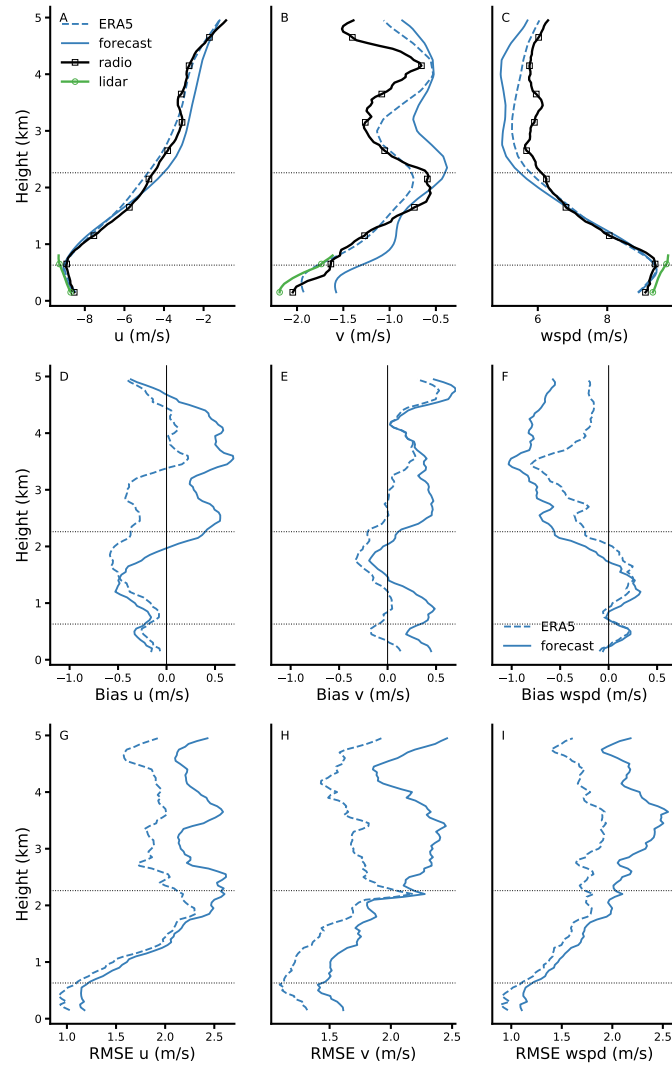 A
ERA5
forecast
radio
lidar
B
C
5
4
3
2
1
0
Height (km)
−8
−6
−4
−2
u (m/s)
−2.0
−1.5
−1.0
−0.5
v (m/s)
6
8
wspd (m/s)
D
E
F
5
4
3
2
1
0
Height (km)
ERA5
forecast
−1.0
−0.5
0.0
0.5
Bias u (m/s)
−1.0
−0.5
0.0
0.5
Bias v (m/s)
−1.0
−0.5
0.0
0.5
Bias wspd (m/s)
G
H
I
5
4
3
2
1
0
Height (km)
1.0
1.5
2.0
2.5
RMSE u (m/s)
1.5
2.0
2.5
RMSE v (m/s)
1.0
1.5
2.0
2.5
RMSE wspd (m/s)